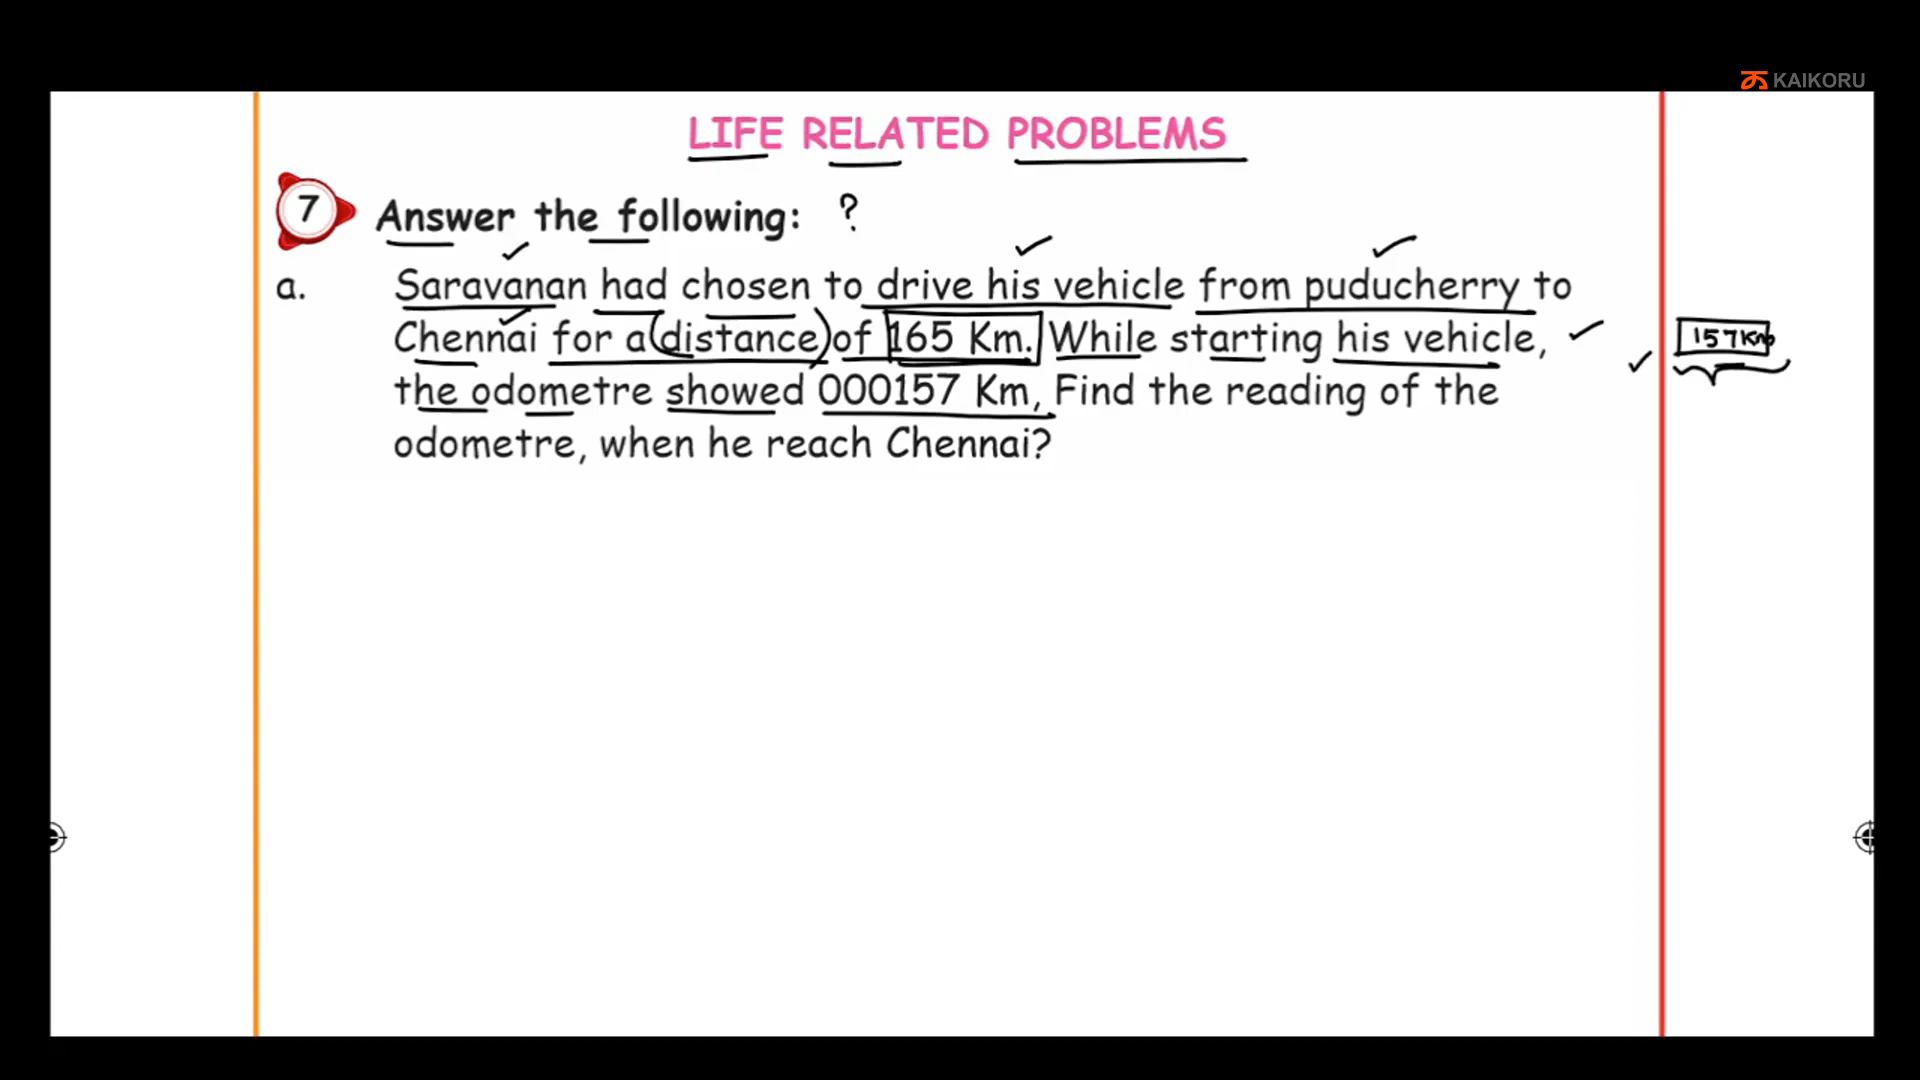 KAIKORU
LIFE RELATED PROBLEMS
7 Answer the following: ?
a. Saravanan had chosen to drive his vehicle from puducherry to
Chennai for a (distance) of 165 Km. While starting his vehicle, 157Km
the odometre showed 000157 Km, Find the reading of the
odometre, when he reach Chennai?